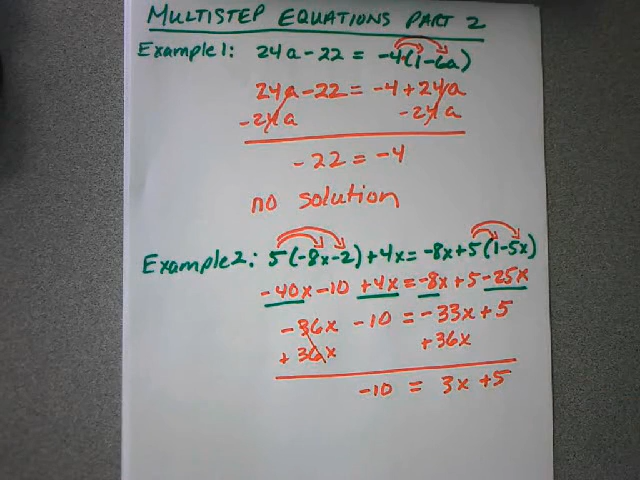 MULTISTEP EQUATIONS PART 2
Example 1: 24a - 22 = -4(1-6a)
24a - 22 = -4 + 24a
-24a -24a
-22 = -4
no solution
Example 2: 5(-8x-2) + 4x = -8x + 5(1-5x)
-40x - 10 + 4x = -8x + 5 - 25x
-36x - 10 = -33x + 5
+36x +36x
-10 = 3x + 5